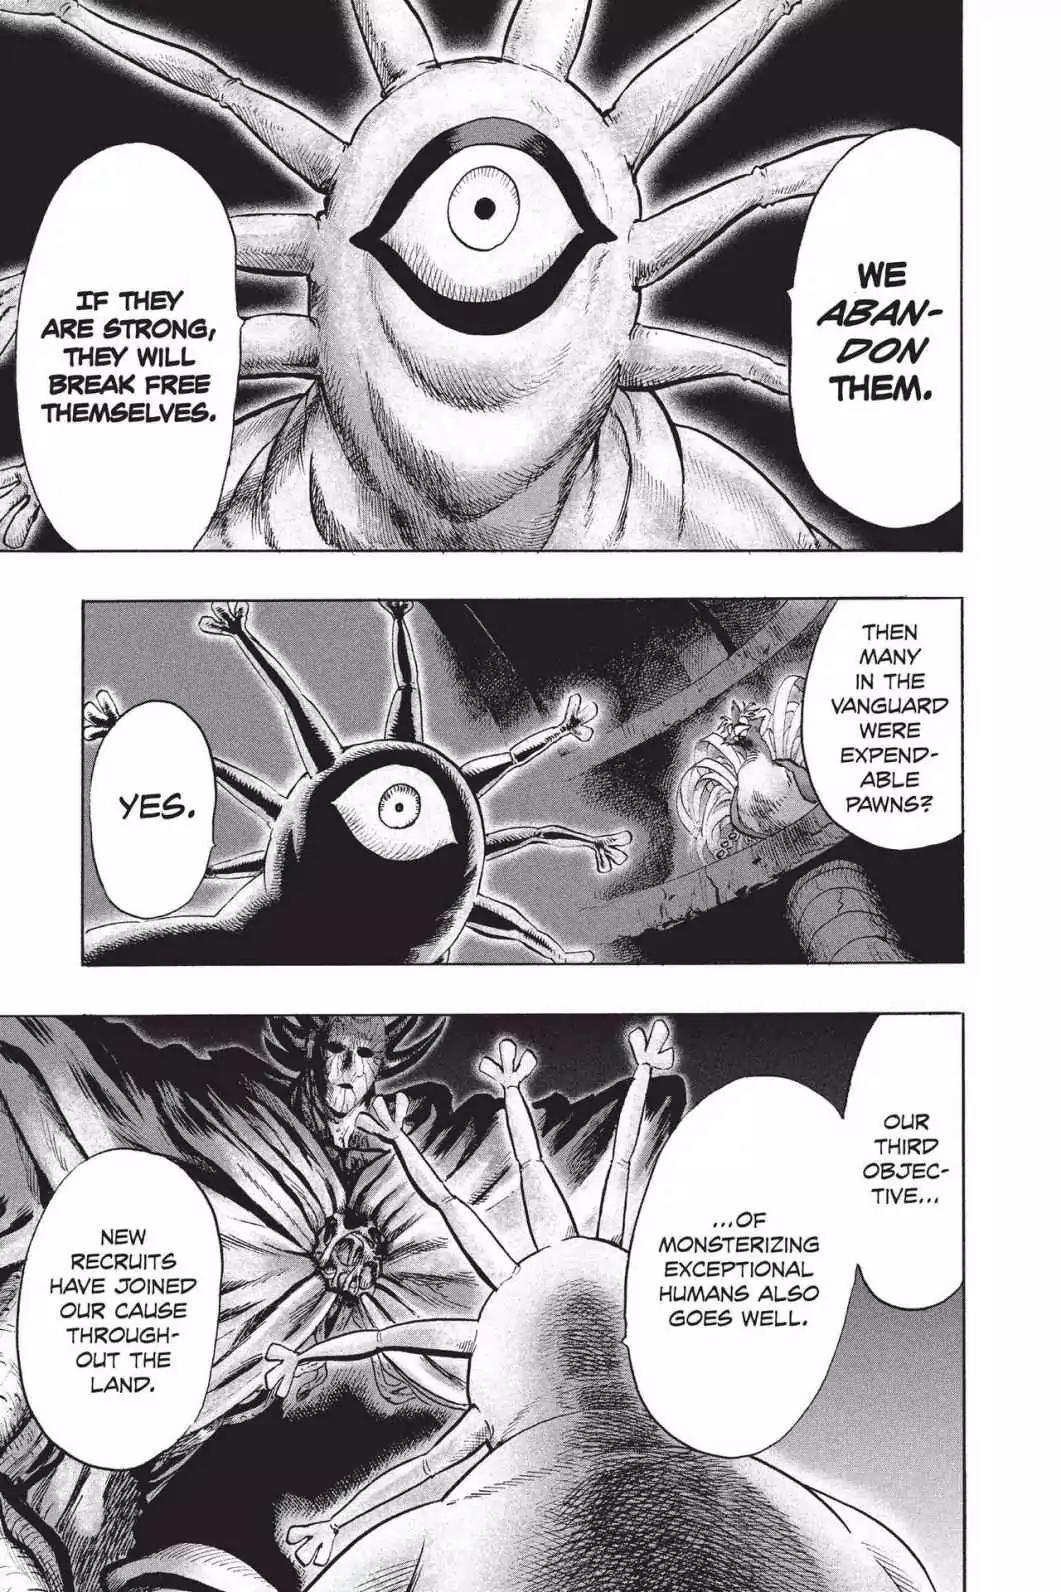 WE
ABAN-
DON
THEM.
IF THEY
ARE STRONG,
THEY WILL
BREAK FREE
THEMSELVES.
THEN
MANY
IN THE
VANGUARD
WERE
EXPEND-
ABLE
PAWNS?
YES.
OUR
THIRD
OBJEC-
TIVE...
...OF
MONSTERIZING
EXCEPTIONAL
HUMANS ALSO
GOES WELL.
NEW
RECRUITS
HAVE JOINED
OUR CAUSE
THROUGH-
OUT THE
LAND.